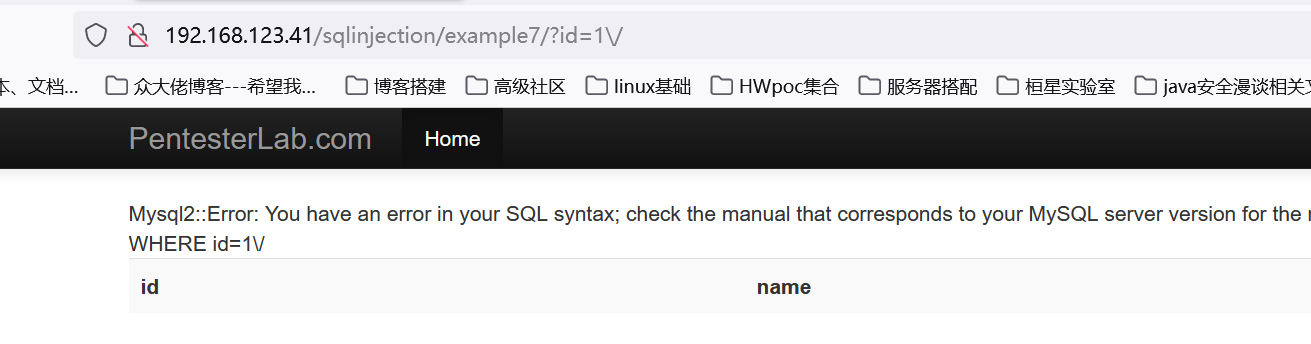 192.168.123.41/sqlinjection/example7/?id=1\/
本、文档... 众大佬博客---希望我... 博客搭建 高级社区 linux基础 HWpoc集合 服务器搭配 桓星实验室 java安全漫谈相关文
PentesterLab.com Home
Mysql2::Error: You have an error in your SQL syntax; check the manual that corresponds to your MySQL server version for the
WHERE id=1\/
id name